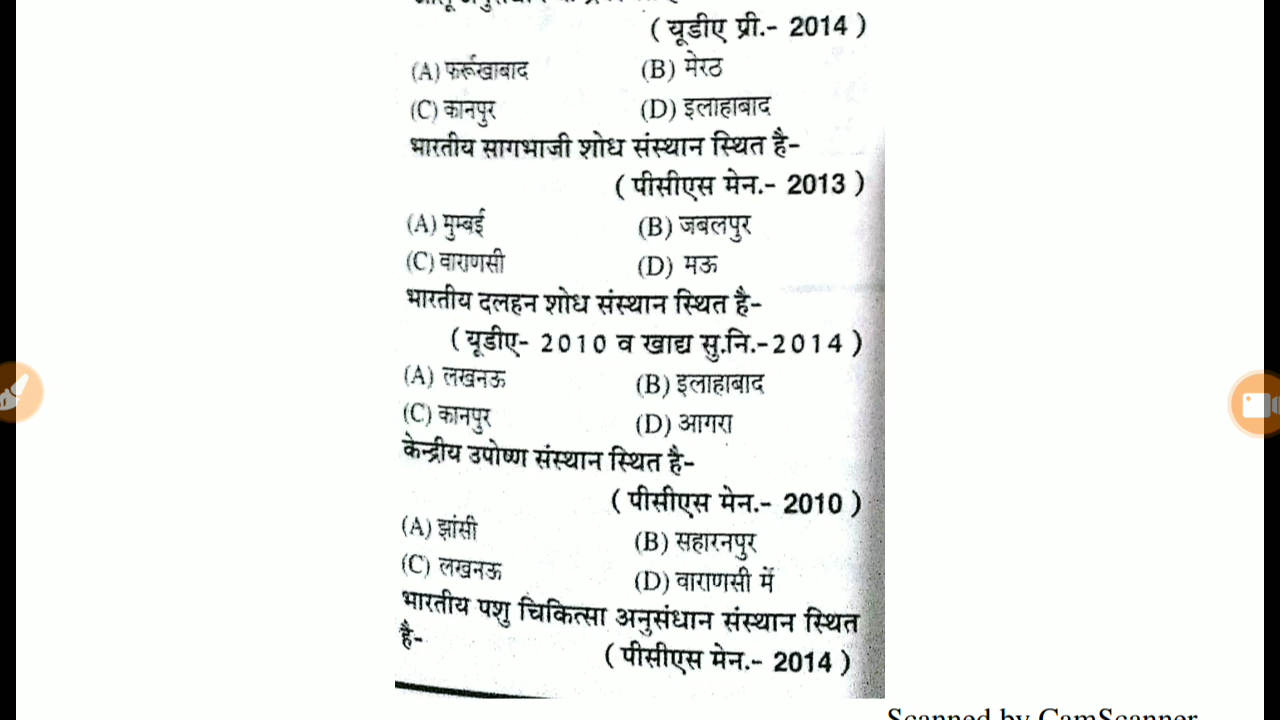 ( यूडीए प्री.- 2014 )
(A) फर्रूखाबाद (B) मेरठ
(C) कानपुर (D) इलाहाबाद
भारतीय सागभाजी शोध संस्थान स्थित है-
( पीसीएस मेन.- 2013 )
(A) मुम्बई (B) जबलपुर
(C) वाराणसी (D) मऊ
भारतीय दलहन शोध संस्थान स्थित है-
( यूडीए- 2010 व खाद्य सु.नि.-2014 )
(A) लखनऊ (B) इलाहाबाद
(C) कानपुर (D) आगरा
केन्द्रीय उपोष्ण संस्थान स्थित है-
( पीसीएस मेन.- 2010 )
(A) झांसी (B) सहारनपुर
(C) लखनऊ (D) वाराणसी में
भारतीय पशु चिकित्सा अनुसंधान संस्थान स्थित
है- ( पीसीएस मेन.- 2014 )
Scanned by CamScanner